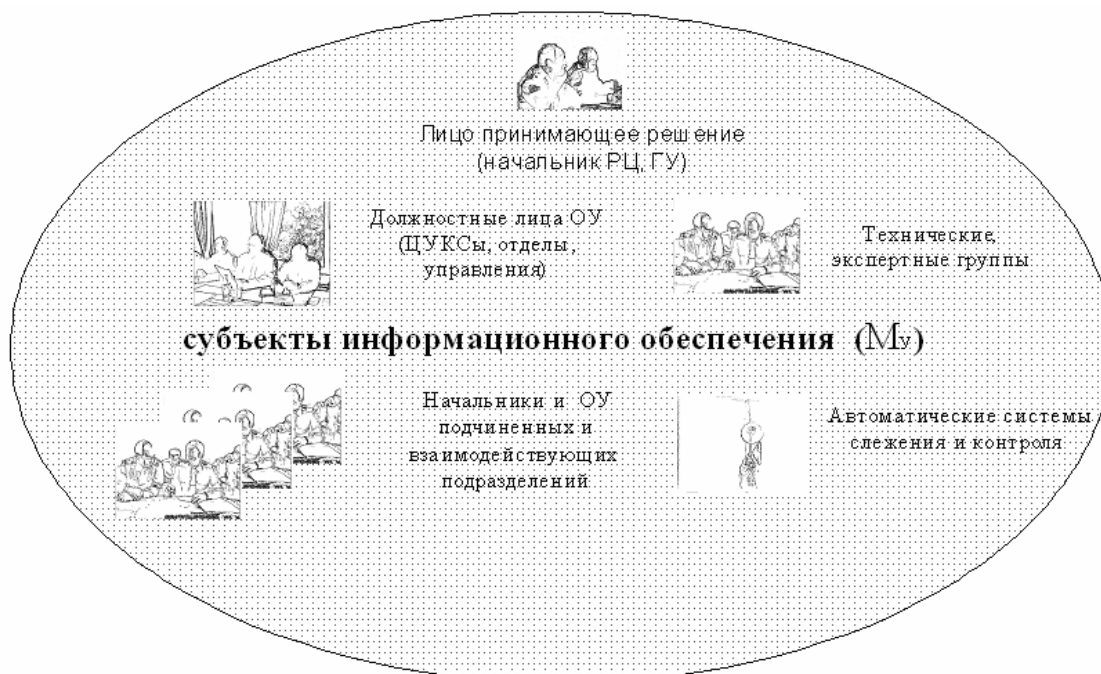 Лицо принимающее решение
(начальник РЦ, ГУ)
Должностные лица ОУ
(ЦУКСы, отделы,
управления)
Технические,
экспертные группы
субъекты информационного обеспечения (Му)
Начальники и ОУ
подчиненных и
взаимодействующих
подразделений
Автоматические системы
слежения и контроля